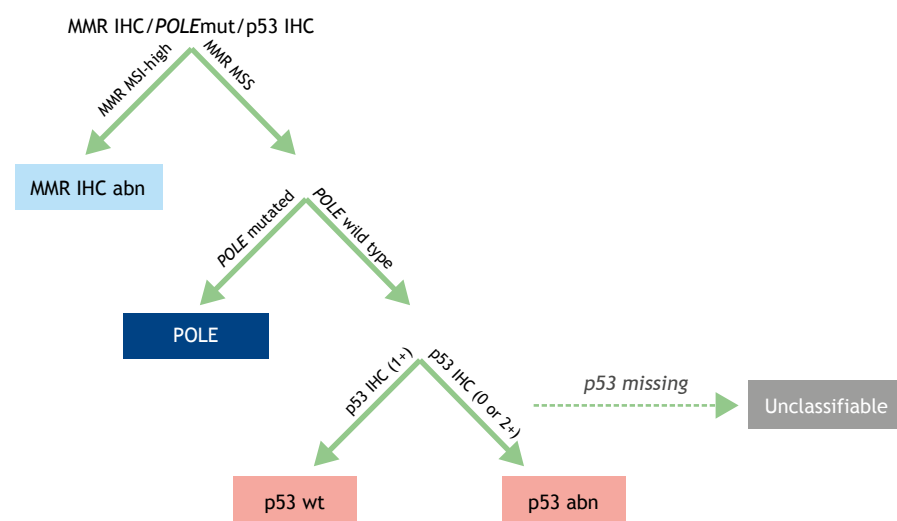 MMR IHC/POLEmut/p53 IHC
MMR MSI-high
MMR MSS
MMR IHC abn
POLE mutated
POLE wild type
POLE
p53 IHC (1+)
p53 IHC (0 or 2+)
p53 missing
Unclassifiable
p53 wt
p53 abn